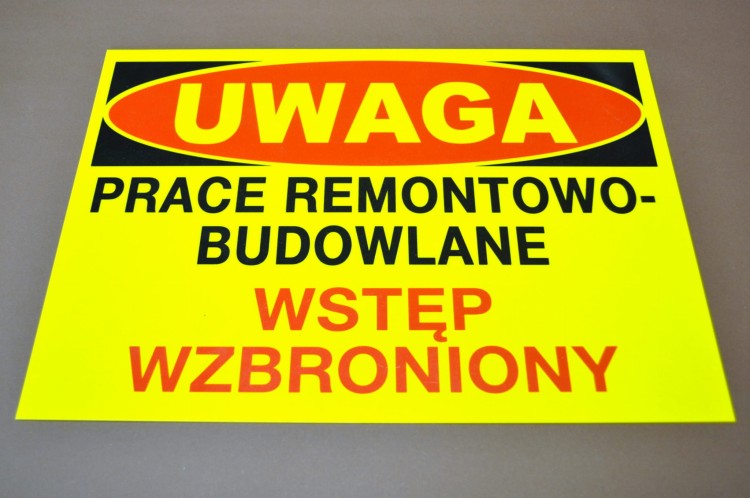 UWAGA
PRACE REMONTOWO-
BUDOWLANE
WSTĘP
WZBRONIONY